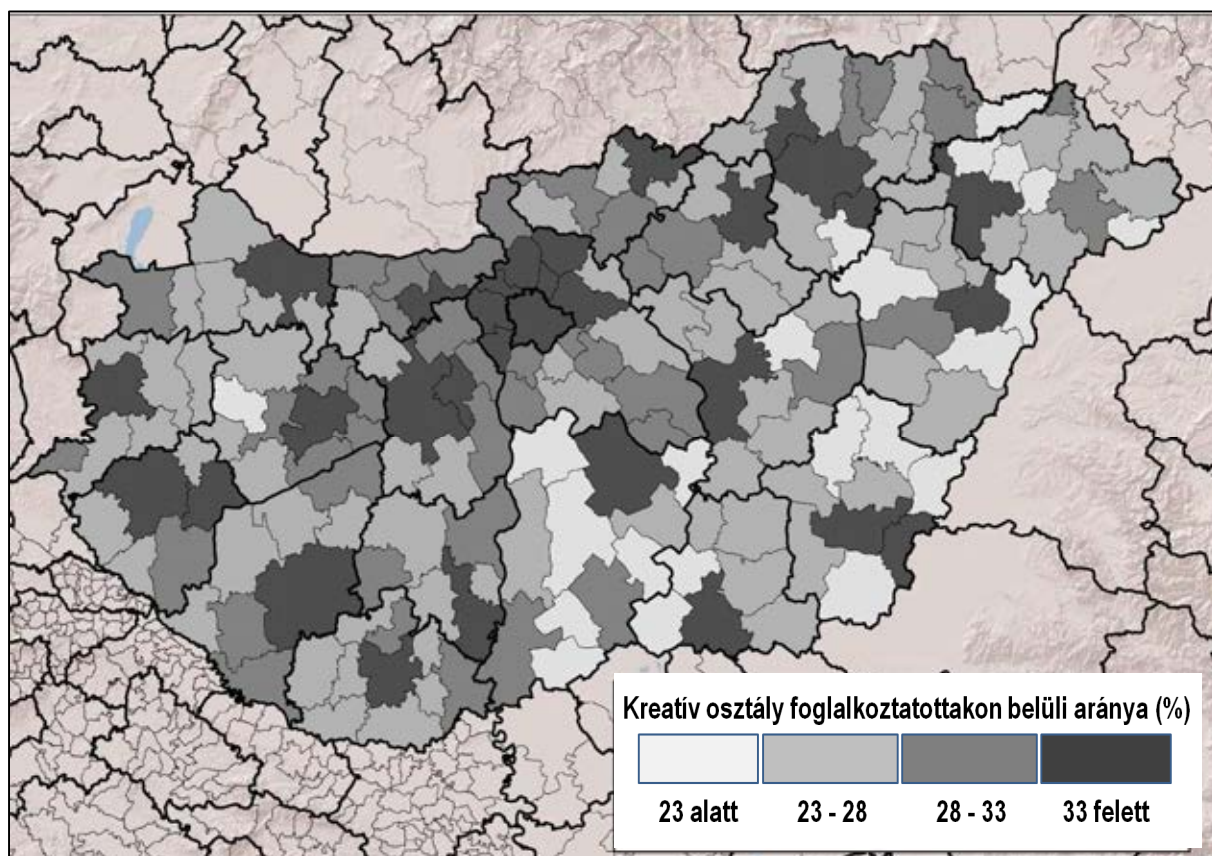 Kreatív osztály foglalkoztatottakon belüli aránya (%)
23 alatt 23 - 28 28 - 33 33 felett